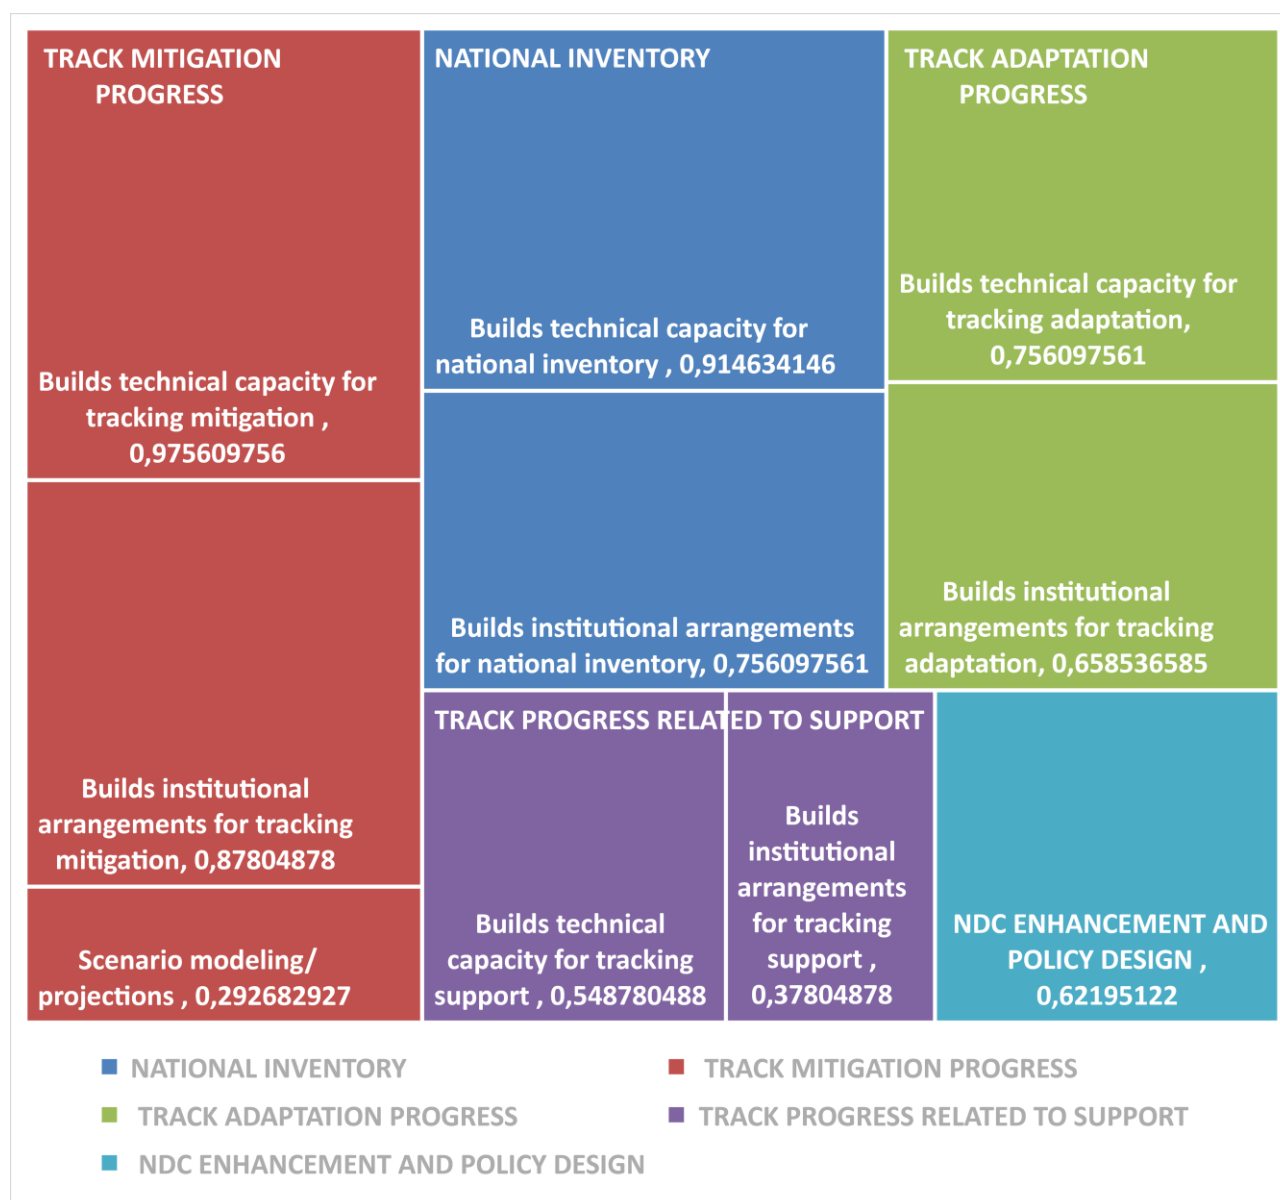 TRACK MITIGATION
PROGRESS
Builds technical capacity for
tracking mitigation ,
0,975609756
Builds institutional
arrangements for tracking
mitigation, 0,87804878
Scenario modeling/
projections , 0,292682927
NATIONAL INVENTORY
Builds technical capacity for
national inventory , 0,914634146
Builds institutional arrangements
for national inventory, 0,756097561
TRACK ADAPTATION
PROGRESS
Builds technical capacity for
tracking adaptation,
0,756097561
Builds institutional
arrangements for tracking
adaptation, 0,658536585
TRACK PROGRESS RELATED TO SUPPORT
Builds technical
capacity for tracking
support , 0,548780488
Builds
institutional
arrangements
for tracking
support ,
0,37804878
NDC ENHANCEMENT AND
POLICY DESIGN ,
0,62195122
NATIONAL INVENTORY
TRACK MITIGATION PROGRESS
TRACK ADAPTATION PROGRESS
TRACK PROGRESS RELATED TO SUPPORT
NDC ENHANCEMENT AND POLICY DESIGN